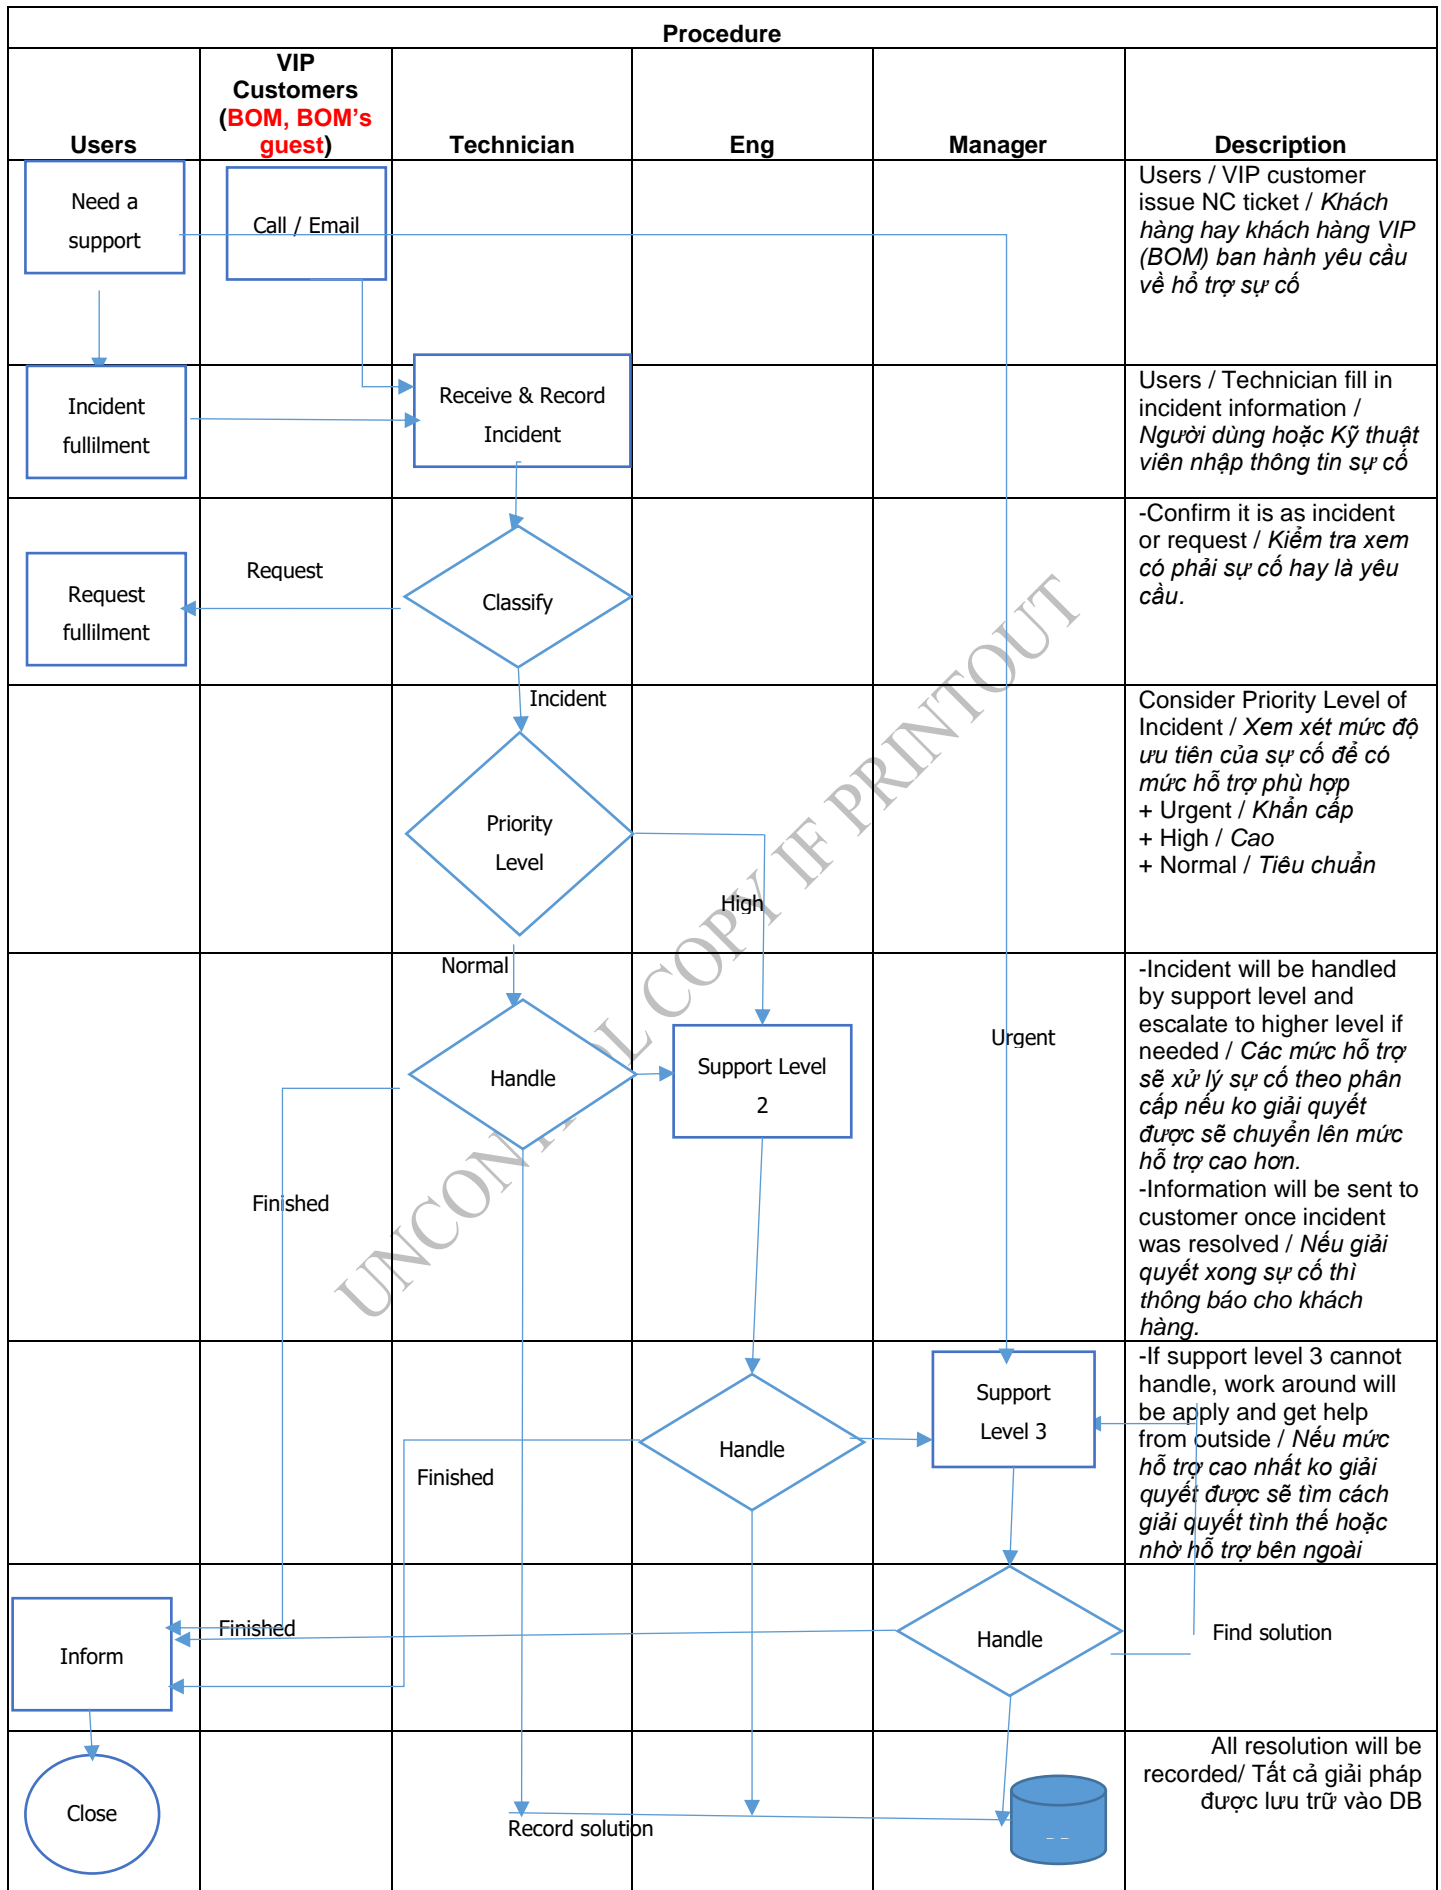 Procedure
Users
VIP
Customers
(BOM, BOM's
guest)
Technician
Eng
Manager
Description
Need a
support
Call / Email
Users / VIP customer
issue NC ticket / Khách
hàng hay khách hàng VIP
(BOM) ban hành yêu cầu
về hổ trợ sự cố
Incident
fullilment
Receive & Record
Incident
Users / Technician fill in
incident information /
Người dùng hoặc Kỹ thuật
viên nhập thông tin sự cố
Request
fullilment
Request
Classify
-Confirm it is as incident
or request / Kiểm tra xem
có phải sự cố hay là yêu
cầu.
Incident
Priority
Level
High
Consider Priority Level of
Incident / Xem xét mức độ
ưu tiên của sự cố để có
mức hỗ trợ phù hợp
+ Urgent / Khẩn cấp
+ High / Cao
+ Normal / Tiêu chuẩn
Normal
Handle
Support Level
2
Urgent
Finished
-Incident will be handled
by support level and
escalate to higher level if
needed / Các mức hỗ trợ
sẽ xử lý sự cố theo phân
cấp nếu ko giải quyết
được sẽ chuyển lên mức
hỗ trợ cao hơn.
-Information will be sent to
customer once incident
was resolved / Nếu giải
quyết xong sự cố thì
thông báo cho khách
hàng.
Finished
Handle
Support
Level 3
-If support level 3 cannot
handle, work around will
be apply and get help
from outside / Nếu mức
hỗ trợ cao nhất ko giải
quyết được sẽ tìm cách
giải quyết tình thế hoặc
nhờ hỗ trợ bên ngoài
Inform
Finished
Handle
Find solution
Close
Record solution
All resolution will be
recorded/ Tất cả giải pháp
được lưu trữ vào DB
COPY IF PRINTOUT